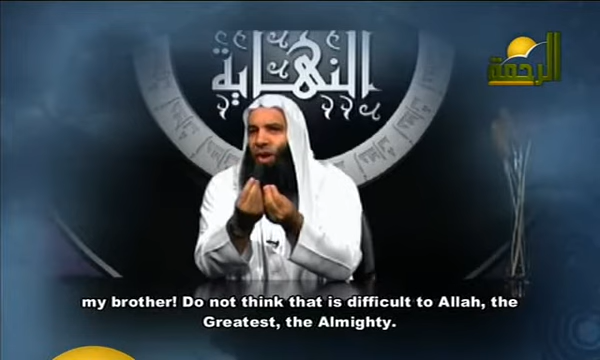 النهاية
الرحمة
my brother! Do not think that is difficult to Allah, the
Greatest, the Almighty.